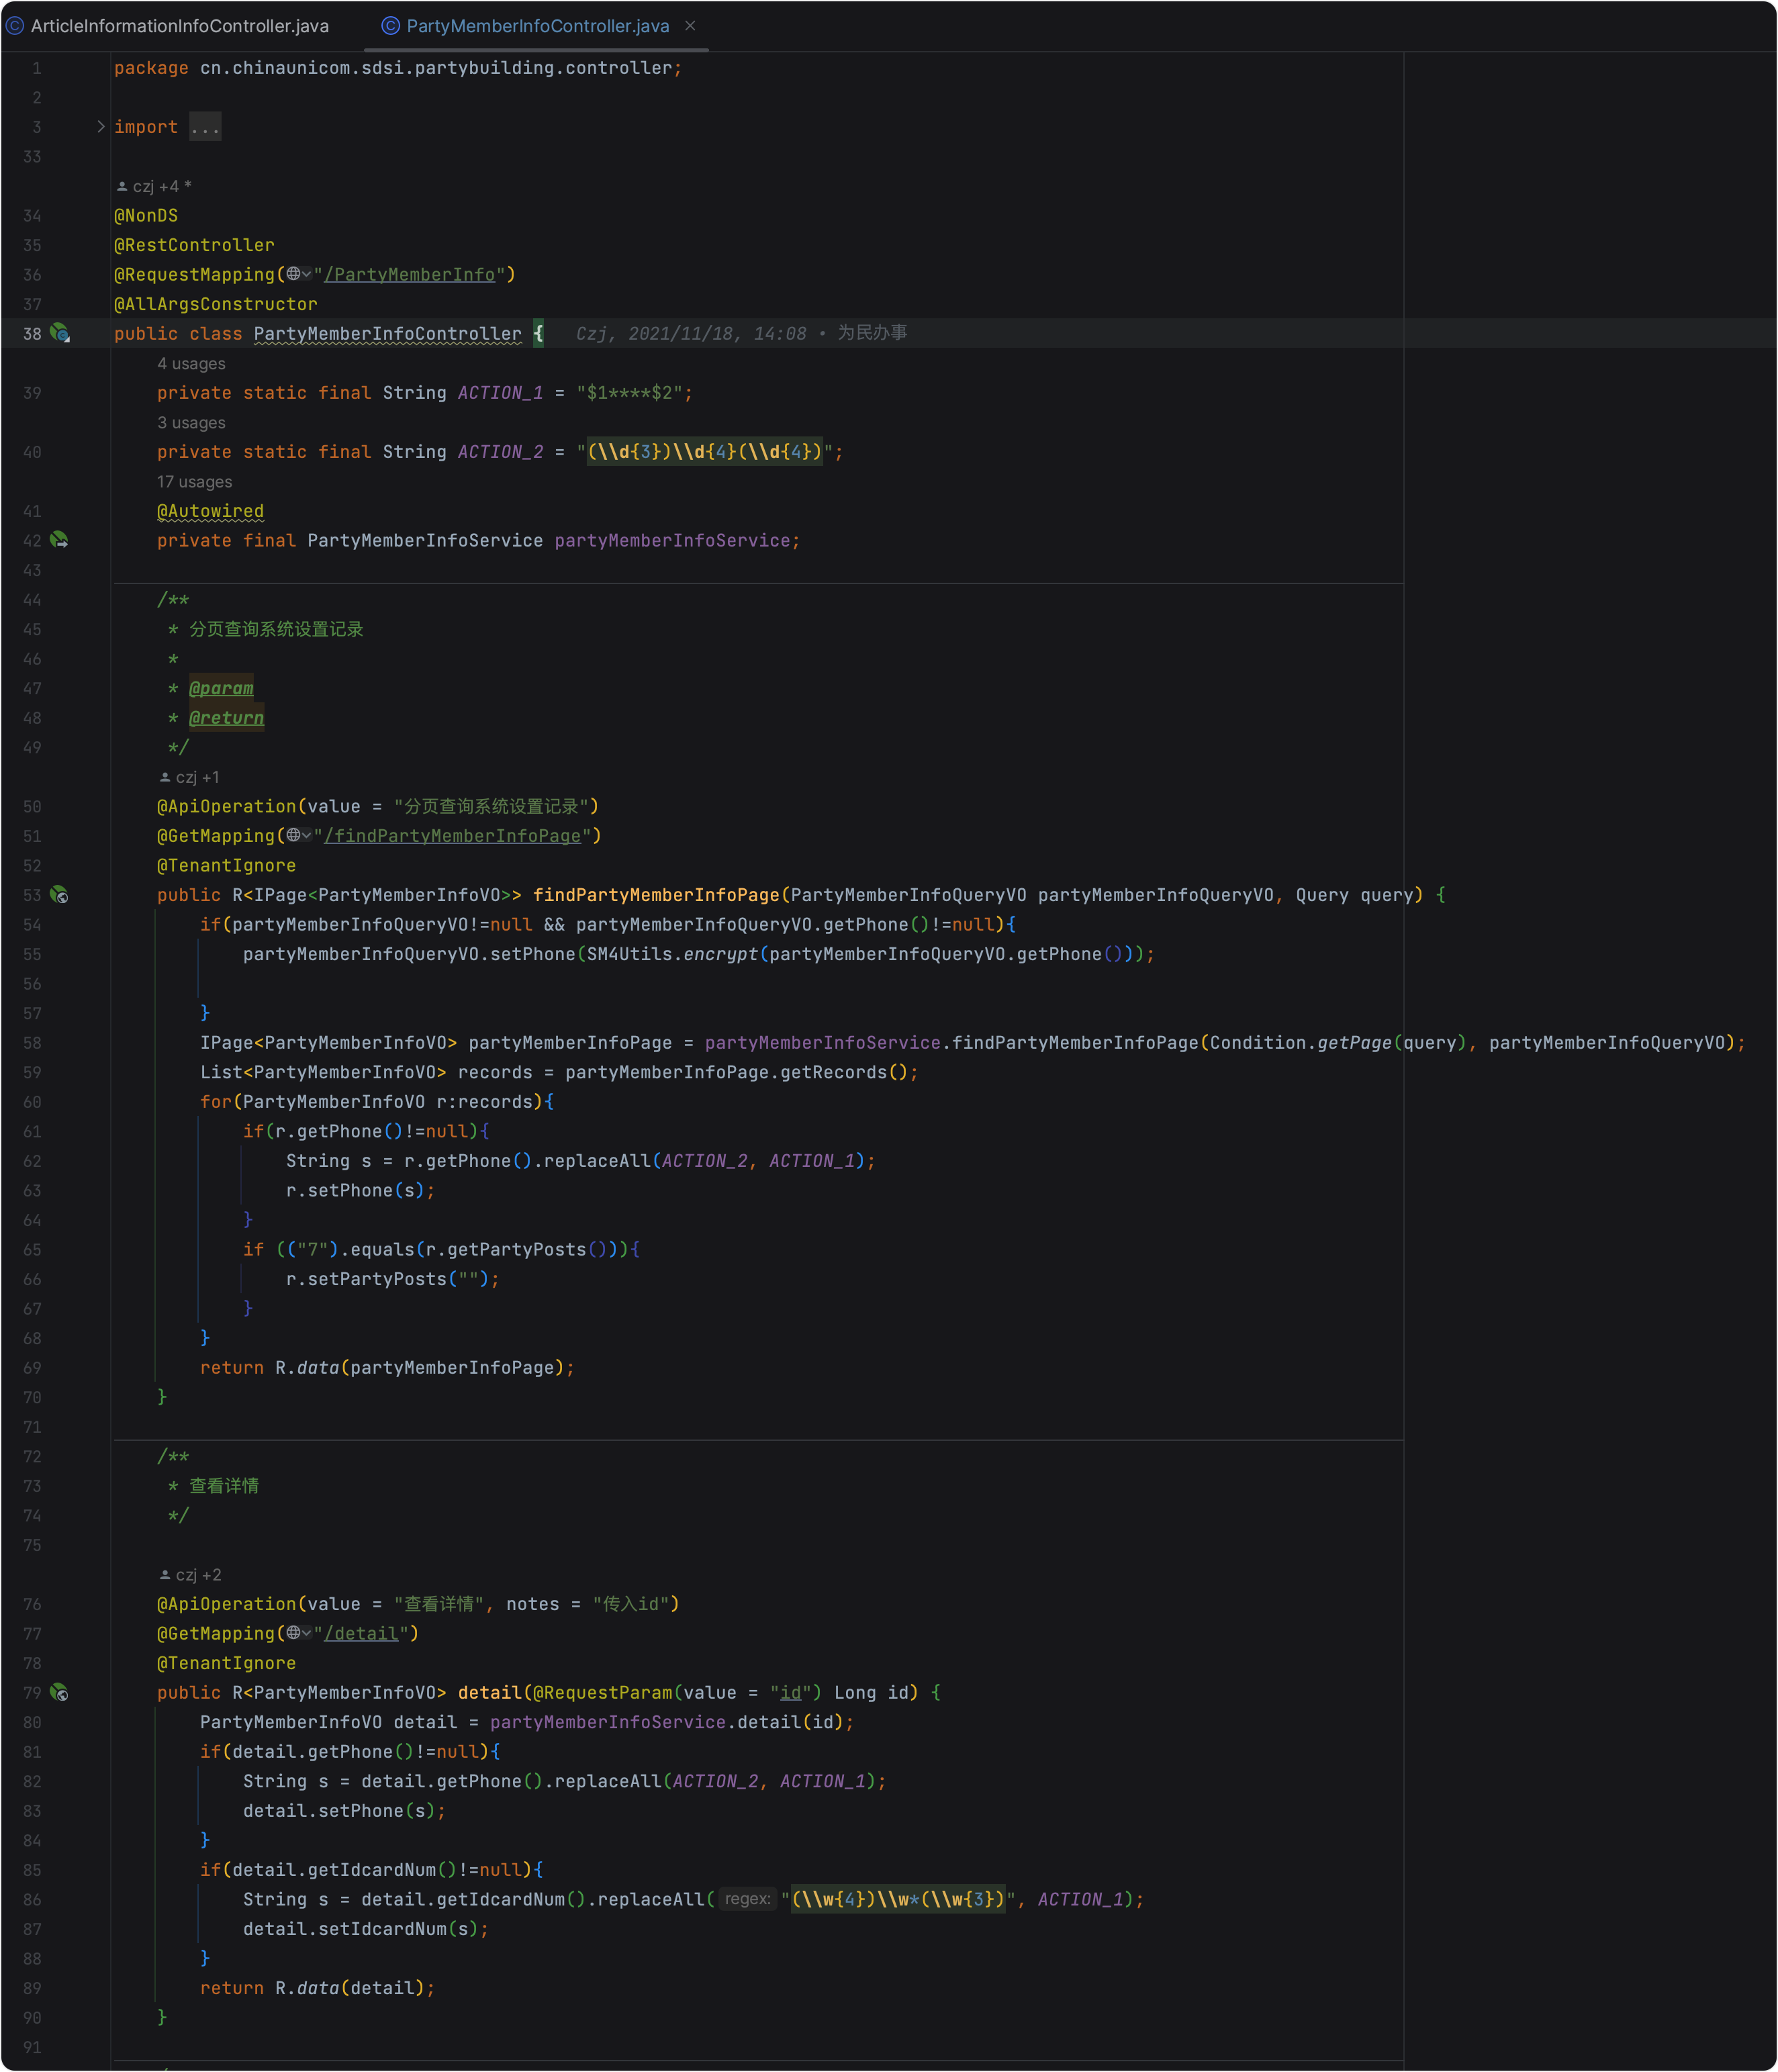 ArticleInformationInfoController.java PartyMemberInfoController.java
1 package cn.chinaunicom.sdsi.partybuilding.controller;
2
3 import ...
33
czj +4 *
34 @NonDS
35 @RestController
36 @RequestMapping("/PartyMemberInfo")
37 @AllArgsConstructor
38 public class PartyMemberInfoController { Czj, 2021/11/18, 14:08 • 为民办事
4 usages
39 private static final String ACTION_1 = "$1****$2";
3 usages
40 private static final String ACTION_2 = "(\\d{3})\\d{4}(\\d{4})";
17 usages
41 @Autowired
42 private final PartyMemberInfoService partyMemberInfoService;
43
44 /**
45 * 分页查询系统设置记录
46 *
47 * @param
48 * @return
49 */
czj +1
50 @ApiOperation(value = "分页查询系统设置记录")
51 @GetMapping("/findPartyMemberInfoPage")
52 @TenantIgnore
53 public R<IPage<PartyMemberInfoVO>> findPartyMemberInfoPage(PartyMemberInfoQueryVO partyMemberInfoQueryVO, Query query) {
54 if(partyMemberInfoQueryVO!=null && partyMemberInfoQueryVO.getPhone()!=null){
55 partyMemberInfoQueryVO.setPhone(SM4Utils.encrypt(partyMemberInfoQueryVO.getPhone()));
56
57 }
58 IPage<PartyMemberInfoVO> partyMemberInfoPage = partyMemberInfoService.findPartyMemberInfoPage(Condition.getPage(query), partyMemberInfoQueryVO);
59 List<PartyMemberInfoVO> records = partyMemberInfoPage.getRecords();
60 for(PartyMemberInfoVO r:records){
61 if(r.getPhone()!=null){
62 String s = r.getPhone().replaceAll(ACTION_2, ACTION_1);
63 r.setPhone(s);
64 }
65 if (("7").equals(r.getPartyPosts())){
66 r.setPartyPosts("");
67 }
68 }
69 return R.data(partyMemberInfoPage);
70 }
71
72 /**
73 * 查看详情
74 */
75
czj +2
76 @ApiOperation(value = "查看详情", notes = "传入id")
77 @GetMapping("/detail")
78 @TenantIgnore
79 public R<PartyMemberInfoVO> detail(@RequestParam(value = "id") Long id) {
80 PartyMemberInfoVO detail = partyMemberInfoService.detail(id);
81 if(detail.getPhone()!=null){
82 String s = detail.getPhone().replaceAll(ACTION_2, ACTION_1);
83 detail.setPhone(s);
84 }
85 if(detail.getIdcardNum()!=null){
86 String s = detail.getIdcardNum().replaceAll( regex: "(\\w{4})\\w*(\\w{3})", ACTION_1);
87 detail.setIdcardNum(s);
88 }
89 return R.data(detail);
90 }
91